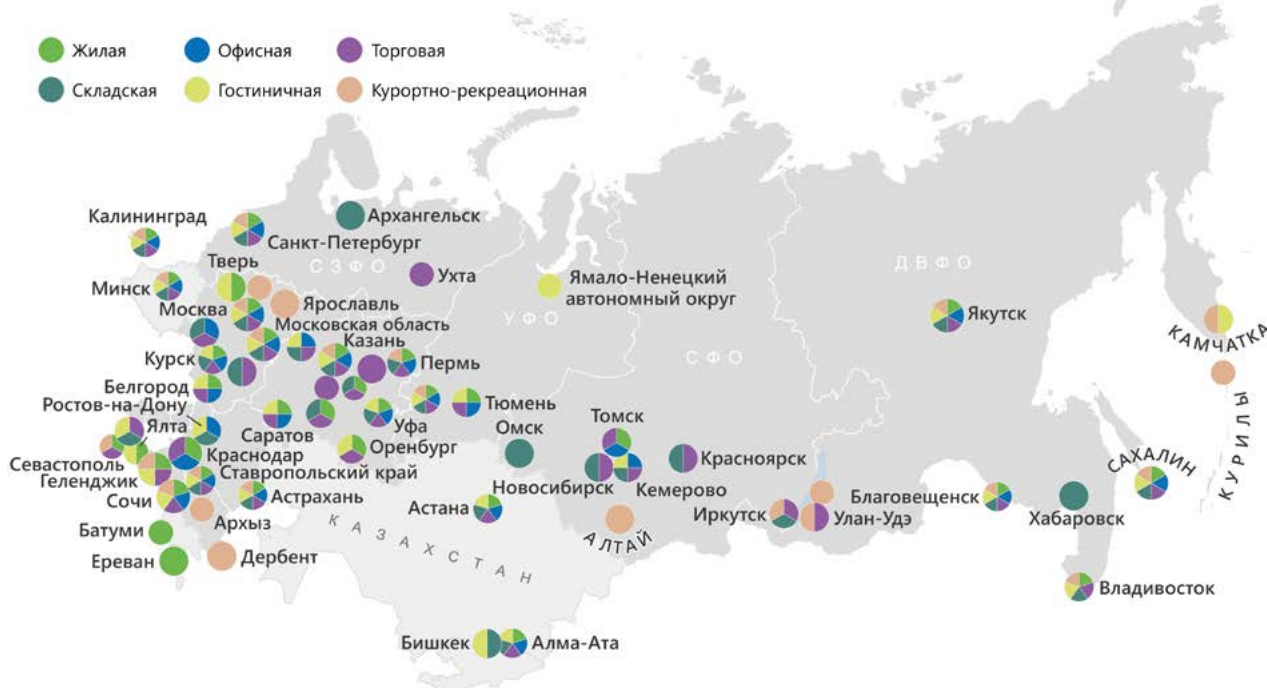 Жилая
Офисная
Торговая
Складская
Гостиничная
Курортно-рекреационная
Калининград
Санкт-Петербург
Архангельск
СЗФО
Ухта
Тверь
Минск
Ярославль
Москва
Московская область
Казань
Ямало-Ненецкий
автономный округ
УФО
ДВФО
Якутск
КАМЧАТКА
СФО
Курск
Пермь
Белгород
Ростов-на-Дону
Ялта
Саратов
Уфа
Тюмень
Оренбург
Омск
Томск
Красноярск
КУРИЛЫ
САХАЛИН
Севастополь
Краснодар
Геленджик
Ставропольский край
Сочи
Астрахань
Астана
Новосибирск
Кемерово
Иркутск
Улан-Удэ
Благовещенск
Хабаровск
Батуми
Архыз
КАЗАХСТАН
АЛТАЙ
Ереван
Дербент
Владивосток
Бишкек
Алма-Ата